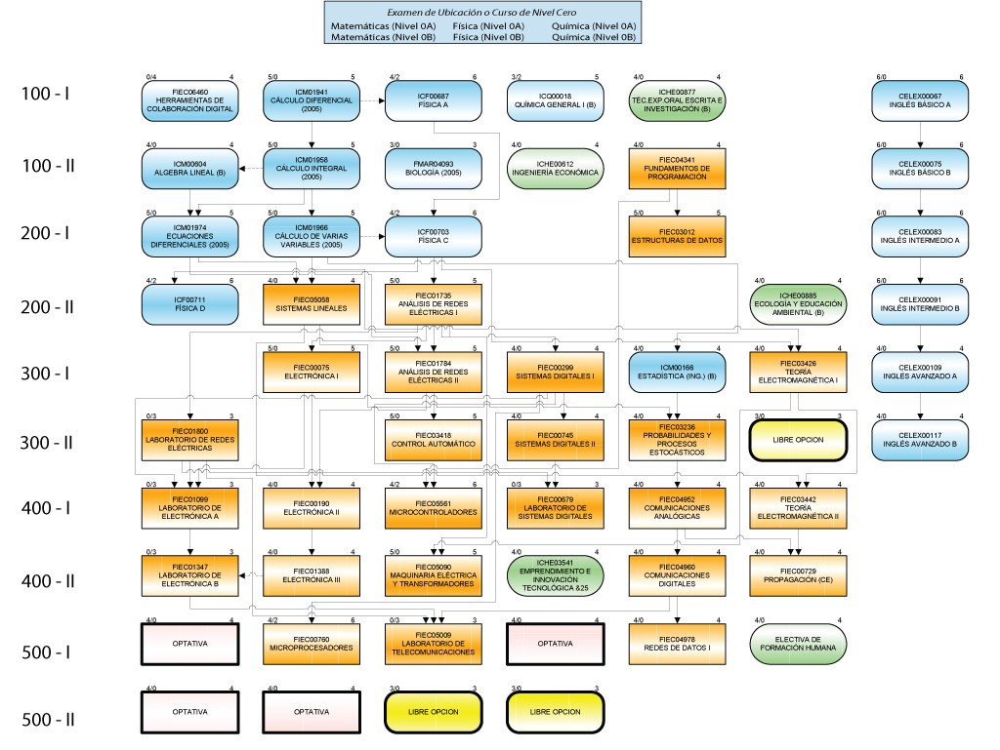 Examen de Ubicación o Curso de Nivel Cero
Matemáticas (Nivel 0A) Física (Nivel 0A) Química (Nivel 0A)
Matemáticas (Nivel 0B) Física (Nivel 0B) Química (Nivel 0B)
100 - I
0/4 4
FIEC06460
HERRAMIENTAS DE
COLABORACIÓN DIGITAL
5/0 5
ICM01941
CÁLCULO DIFERENCIAL
(2005)
4/2 6
ICF00687
FÍSICA A
3/2 5
ICQ00018
QUÍMICA GENERAL I (B)
4/0 4
ICHE00877
TÉC.EXP.ORAL ESCRITA E
INVESTIGACIÓN (B)
6/0 6
CELEX00067
INGLÉS BÁSICO A
100 - II
4/0 4
ICM00604
ALGEBRA LINEAL (B)
5/0 5
ICM01958
CÁLCULO INTEGRAL
(2005)
3/0 3
FMAR04093
BIOLOGÍA (2005)
4/0 4
ICHE00612
INGENIERÍA ECONÓMICA
4/0 4
FIEC04341
FUNDAMENTOS DE
PROGRAMACIÓN
6/0 6
CELEX00075
INGLÉS BÁSICO B
200 - I
5/0 5
ICM01974
ECUACIONES
DIFERENCIALES (2005)
5/0 5
ICM01966
CÁLCULO DE VARIAS
VARIABLES (2005)
4/2 6
ICF00703
FÍSICA C
5/0 5
FIEC03012
ESTRUCTURAS DE DATOS
6/0 6
CELEX00083
INGLÉS INTERMEDIO A
200 - II
4/2 6
ICF00711
FÍSICA D
4/0 4
FIEC05058
SISTEMAS LINEALES
5/0 5
FIEC01735
ANÁLISIS DE REDES
ELÉCTRICAS I
4/0 4
ICHE00885
ECOLOGÍA Y EDUCACIÓN
AMBIENTAL (B)
6/0 6
CELEX00091
INGLÉS INTERMEDIO B
300 - I
5/0 5
FIEC00075
ELECTRÓNICA I
5/0 5
FIEC01784
ANÁLISIS DE REDES
ELÉCTRICAS II
4/0 4
FIEC00299
SISTEMAS DIGITALES I
4/0 4
ICM00166
ESTADÍSTICA (ING.) (B)
4/0 4
FIEC03426
TEORÍA
ELECTROMAGNÉTICA I
6/0 6
CELEX00109
INGLÉS AVANZADO A
300 - II
0/3 3
FIEC01800
LABORATORIO DE REDES
ELÉCTRICAS
5/0 5
FIEC03418
CONTROL AUTOMÁTICO
4/0 4
FIEC00745
SISTEMAS DIGITALES II
4/0 4
FIEC03236
PROBABILIDADES Y
PROCESOS
ESTOCÁSTICOS
3/0 3
LIBRE OPCION
6/0 6
CELEX00117
INGLÉS AVANZADO B
400 - I
0/3 3
FIEC01099
LABORATORIO DE
ELECTRÓNICA A
4/0 4
FIEC00190
ELECTRÓNICA II
4/2 6
FIEC05561
MICROCONTROLADORES
0/3 3
FIEC00679
LABORATORIO DE
SISTEMAS DIGITALES
4/0 4
FIEC04952
COMUNICACIONES
ANALÓGICAS
4/0 4
FIEC03442
TEORÍA
ELECTROMAGNÉTICA II
400 - II
0/3 3
FIEC01347
LABORATORIO DE
ELECTRÓNICA B
4/0 4
FIEC01388
ELECTRÓNICA III
5/0 5
FIEC05090
MAQUINARIA ELÉCTRICA
Y TRANSFORMADORES
4/0 4
ICHE03541
EMPRENDIMIENTO E
INNOVACIÓN
TECNOLÓGICA &25
4/0 4
FIEC04960
COMUNICACIONES
DIGITALES
4/0 4
FIEC00729
PROPAGACIÓN (CE)
500 - I
4/0 4
OPTATIVA
4/2 6
FIEC00760
MICROPROCESADORES
0/3 3
FIEC05009
LABORATORIO DE
TELECOMUNICACIONES
4/0 4
OPTATIVA
4/0 4
FIEC04978
REDES DE DATOS I
4/0 4
ELECTIVA DE
FORMACIÓN HUMANA
500 - II
4/0 4
OPTATIVA
4/0 4
OPTATIVA
3/0 3
LIBRE OPCION
3/0 3
LIBRE OPCION